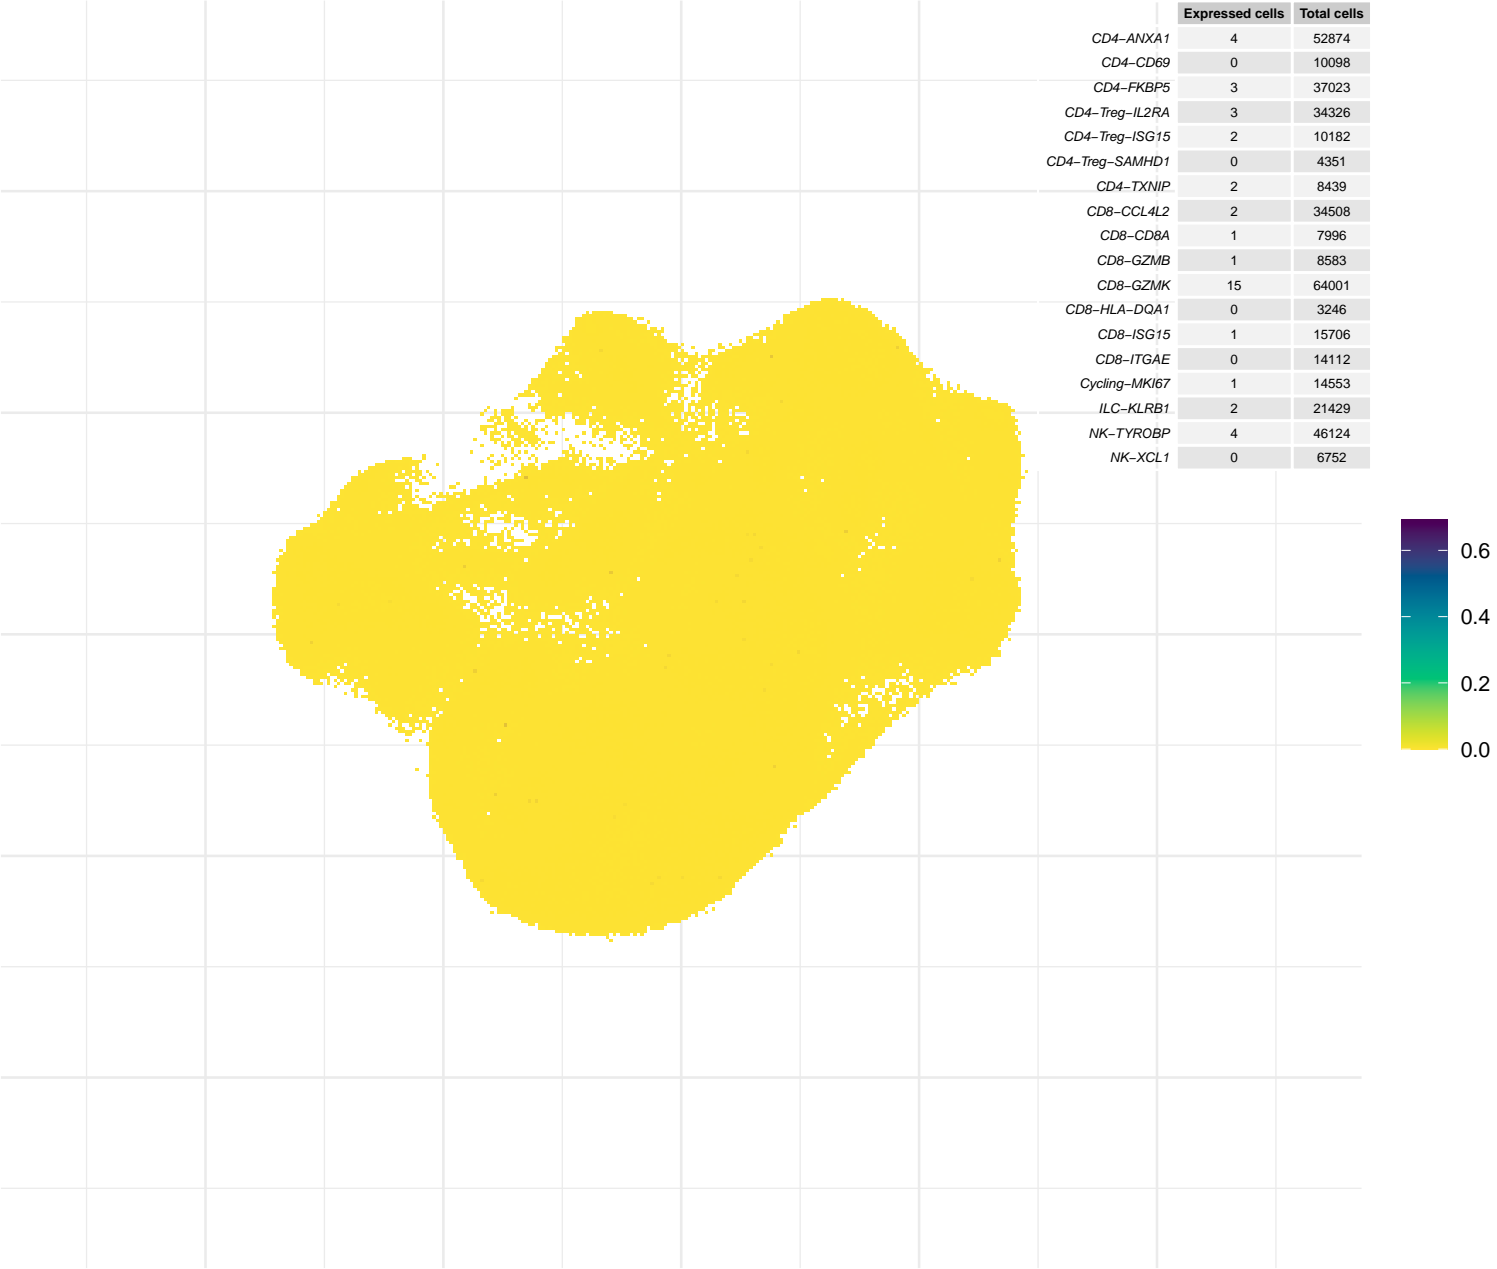 Expressed cells Total cells
CD4−ANXA1 4 52874
CD4−CD69 0 10098
CD4−FKBP5 3 37023
CD4−Treg−IL2RA 3 34326
CD4−Treg−ISG15 2 10182
CD4−Treg−SAMHD1 0 4351
CD4−TXNIP 2 8439
CD8−CCL4L2 2 34508
CD8−CD8A 1 7996
CD8−GZMB 1 8583
CD8−GZMK 15 64001
CD8−HLA−DQA1 0 3246
CD8−ISG15 1 15706
CD8−ITGAE 0 14112
Cycling−MKI67 1 14553
ILC−KLRB1 2 21429
NK−TYROBP 4 46124
NK−XCL1 0 6752
0.6
0.4
0.2
0.0